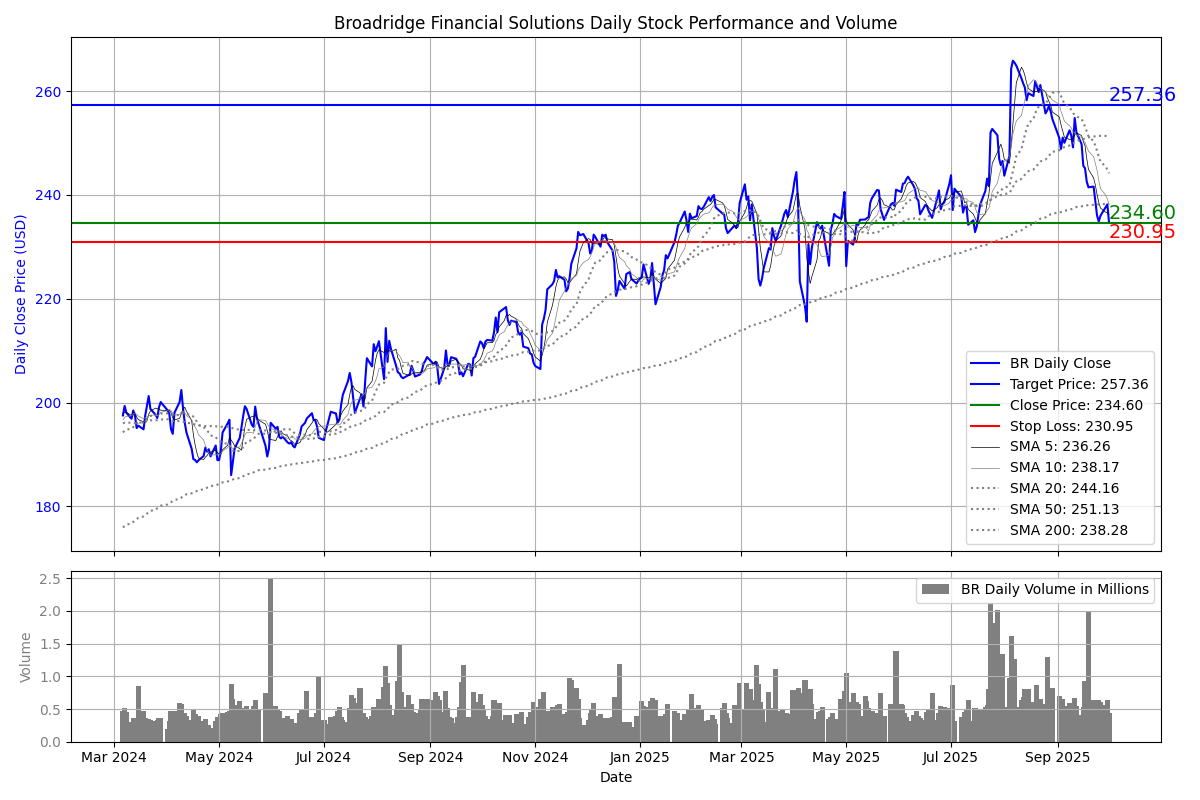 Broadridge Financial Solutions Daily Stock Performance and Volume
Daily Close Price (USD)
260
240
220
200
180
257.36
234.60
230.95
BR Daily Close
Target Price: 257.36
Close Price: 234.60
Stop Loss: 230.95
SMA 5: 236.26
SMA 10: 238.17
SMA 20: 244.16
SMA 50: 251.13
SMA 200: 238.28
Volume
2.5
2.0
1.5
1.0
0.5
0.0
BR Daily Volume in Millions
Mar 2024 May 2024 Jul 2024 Sep 2024 Nov 2024 Jan 2025 Mar 2025 May 2025 Jul 2025 Sep 2025
Date